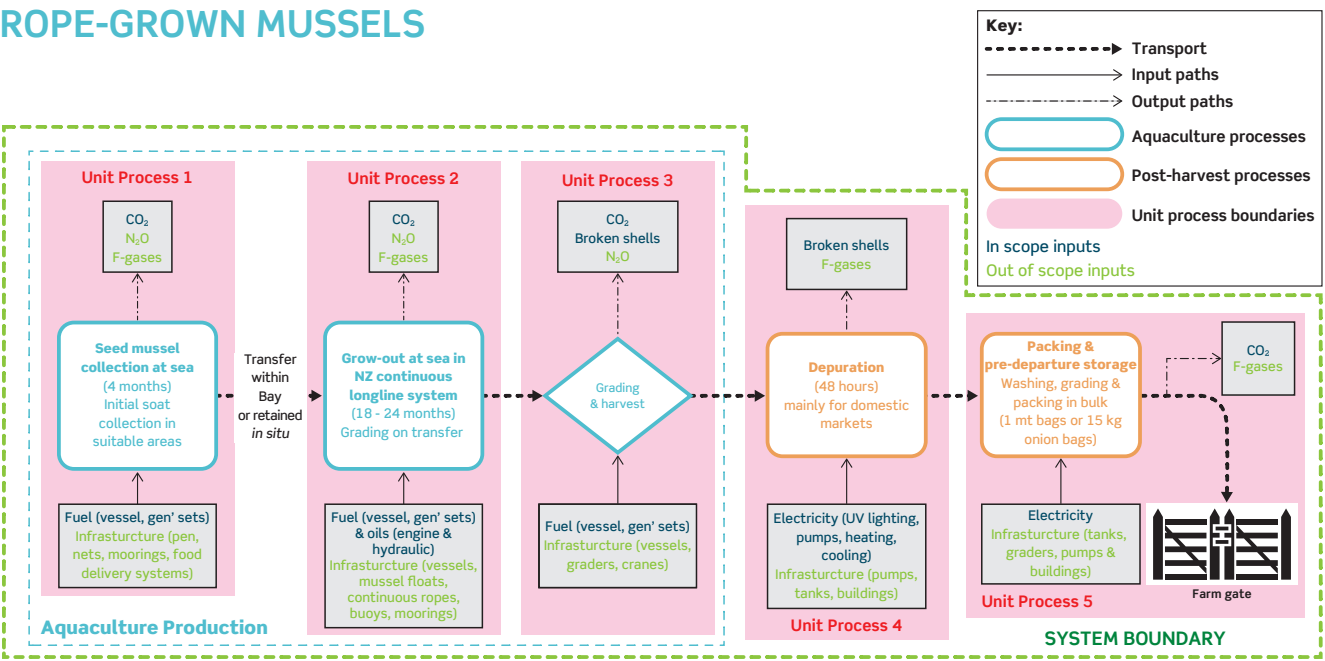 ROPE-GROWN MUSSELS
Key:
Transport
Input paths
Output paths
Aquaculture processes
Post-harvest processes
Unit process boundaries
In scope inputs
Out of scope inputs
Unit Process 1
CO₂
N₂O
F-gases
Seed mussel
collection at sea
(4 months)
Initial soat
collection in
suitable areas
Fuel (vessel, gen' sets)
Infrasturcture (pen,
nets, moorings, food
delivery systems)
Transfer
within
Bay
or retained
in situ
Unit Process 2
CO₂
N₂O
F-gases
Grow-out at sea in
NZ continuous
longline system
(18 - 24 months)
Grading on transfer
Fuel (vessel, gen' sets)
& oils (engine &
hydraulic)
Infrasturcture (vessels,
mussel floats,
continuous ropes,
buoys, moorings)
Unit Process 3
CO₂
Broken shells
N₂O
Grading
& harvest
Fuel (vessel, gen' sets)
Infrasturcture (vessels,
graders, cranes)
Aquaculture Production
Broken shells
F-gases
Depuration
(48 hours)
mainly for domestic
markets
Electricity (UV lighting,
pumps, heating,
cooling)
Infrasturcture (pumps,
tanks, buildings)
Unit Process 4
Packing &
pre-departure storage
Washing, grading &
packing in bulk
(1 mt bags or 15 kg
onion bags)
CO₂
F-gases
Electricity
Infrasturcture (tanks,
graders, pumps &
buildings)
Unit Process 5
Farm gate
SYSTEM BOUNDARY